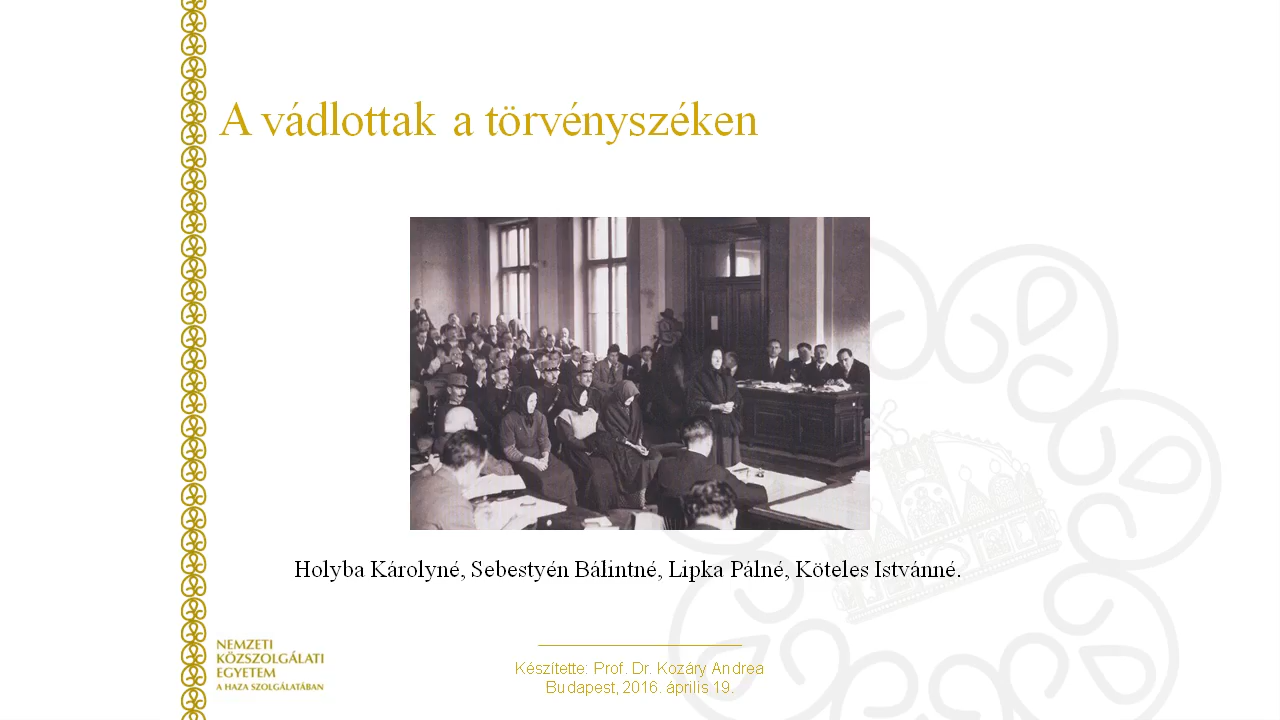 A vádlottak a törvényszéken
Holyba Károlyné, Sebestyén Bálintné, Lipka Pálné, Köteles Istvánné.
NEMZETI
KÖZSZOLGÁLATI
EGYETEM
A HAZA SZOLGÁLATÁBAN
Készítette: Prof. Dr. Kozáry Andrea
Budapest, 2016. április 19.